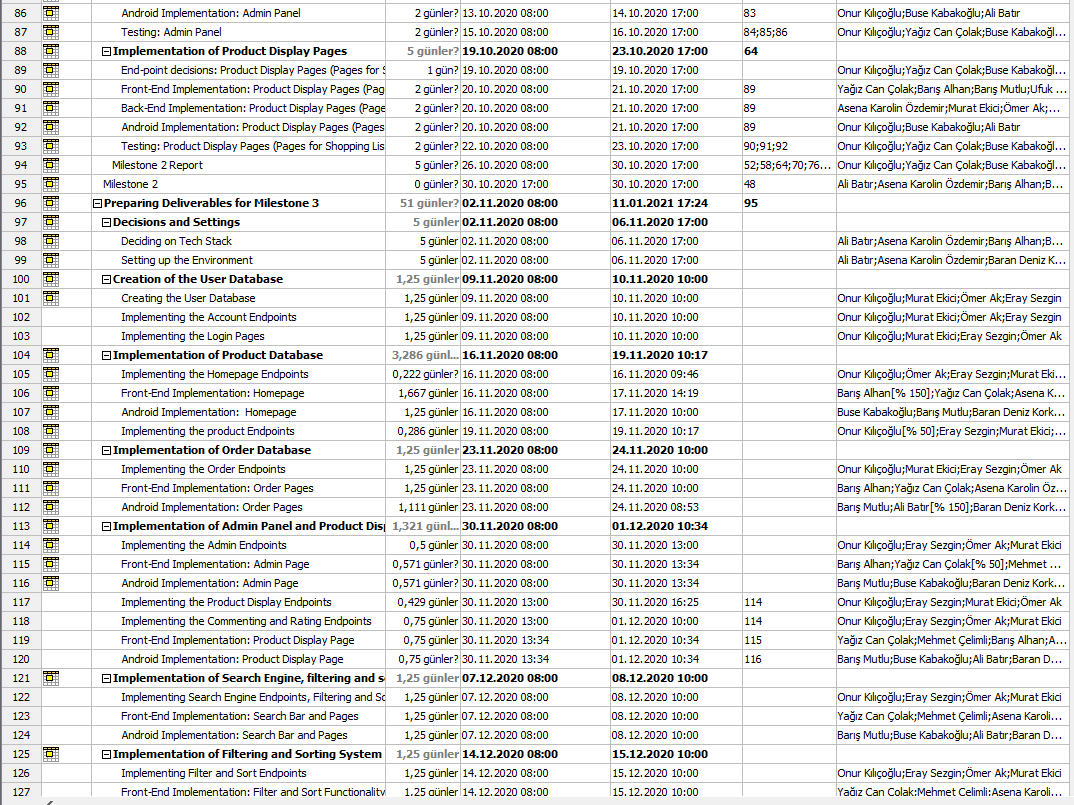 86 Android Implementation: Admin Panel 2 günler? 13.10.2020 08:00 14.10.2020 17:00 83 Onur Kılıçoğlu;Buse Kabakoğlu;Ali Batır
87 Testing: Admin Panel 2 günler? 15.10.2020 08:00 16.10.2020 17:00 84;85;86 Onur Kılıçoğlu;Yağız Can Çolak;Buse Kabakoğl...
88 Implementation of Product Display Pages 5 günler? 19.10.2020 08:00 23.10.2020 17:00 64
89 End-point decisions: Product Display Pages (Pages for S 1 gün? 19.10.2020 08:00 19.10.2020 17:00 Onur Kılıçoğlu;Yağız Can Çolak;Buse Kabakoğl...
90 Front-End Implementation: Product Display Pages (Pag 2 günler? 20.10.2020 08:00 21.10.2020 17:00 89 Yağız Can Çolak;Barış Alhan;Barış Mutlu;Ufuk ...
91 Back-End Implementation: Product Display Pages (Page 2 günler? 20.10.2020 08:00 21.10.2020 17:00 89 Asena Karolin Özdemir;Murat Ekici;Ömer Ak;...
92 Android Implementation: Product Display Pages (Pages 2 günler? 20.10.2020 08:00 21.10.2020 17:00 89 Onur Kılıçoğlu;Buse Kabakoğlu;Ali Batır
93 Testing: Product Display Pages (Pages for Shopping Lis 2 günler? 22.10.2020 08:00 23.10.2020 17:00 90;91;92 Onur Kılıçoğlu;Yağız Can Çolak;Buse Kabakoğl...
94 Milestone 2 Report 5 günler? 26.10.2020 08:00 30.10.2020 17:00 52;58;64;70;76... Onur Kılıçoğlu;Yağız Can Çolak;Buse Kabakoğl...
95 Milestone 2 0 günler? 30.10.2020 17:00 30.10.2020 17:00 48 Ali Batır;Asena Karolin Özdemir;Barış Alhan;B...
96 Preparing Deliverables for Milestone 3 51 günler? 02.11.2020 08:00 11.01.2021 17:24 95
97 Decisions and Settings 5 günler 02.11.2020 08:00 06.11.2020 17:00
98 Deciding on Tech Stack 5 günler 02.11.2020 08:00 06.11.2020 17:00 Ali Batır;Asena Karolin Özdemir;Barış Alhan;B...
99 Setting up the Environment 5 günler 02.11.2020 08:00 06.11.2020 17:00 Ali Batır;Asena Karolin Özdemir;Baran Deniz K...
100 Creation of the User Database 1,25 günler 09.11.2020 08:00 10.11.2020 10:00
101 Creating the User Database 1,25 günler 09.11.2020 08:00 10.11.2020 10:00 Onur Kılıçoğlu;Murat Ekici;Ömer Ak;Eray Sezgin
102 Implementing the Account Endpoints 1,25 günler 09.11.2020 08:00 10.11.2020 10:00 Onur Kılıçoğlu;Murat Ekici;Ömer Ak;Eray Sezgin
103 Implementing the Login Pages 1,25 günler 09.11.2020 08:00 10.11.2020 10:00 Onur Kılıçoğlu;Murat Ekici;Eray Sezgin;Ömer Ak
104 Implementation of Product Database 3,286 günl... 16.11.2020 08:00 19.11.2020 10:17
105 Implementing the Homepage Endpoints 0,222 günler? 16.11.2020 08:00 16.11.2020 09:46 Onur Kılıçoğlu;Ömer Ak;Eray Sezgin;Murat Eki...
106 Front-End Implementation: Homepage 1,667 günler 16.11.2020 08:00 17.11.2020 14:19 Barış Alhan[% 150];Yağız Can Çolak;Asena K...
107 Android Implementation: Homepage 1,25 günler 16.11.2020 08:00 17.11.2020 10:00 Buse Kabakoğlu;Barış Mutlu;Baran Deniz Kork...
108 Implementing the product Endpoints 0,286 günler 19.11.2020 08:00 19.11.2020 10:17 Onur Kılıçoğlu[% 50];Eray Sezgin;Murat Ekici;...
109 Implementation of Order Database 1,25 günler 23.11.2020 08:00 24.11.2020 10:00
110 Implementing the Order Endpoints 1,25 günler 23.11.2020 08:00 24.11.2020 10:00 Onur Kılıçoğlu;Murat Ekici;Eray Sezgin;Ömer Ak
111 Front-End Implementation: Order Pages 1,25 günler 23.11.2020 08:00 24.11.2020 10:00 Barış Alhan;Yağız Can Çolak;Asena Karolin Öz...
112 Android Implementation: Order Pages 1,111 günler 23.11.2020 08:00 24.11.2020 08:53 Barış Mutlu;Ali Batır[% 150];Baran Deniz Kork...
113 Implementation of Admin Panel and Product Disp 1,321 günl... 30.11.2020 08:00 01.12.2020 10:34
114 Implementing the Admin Endpoints 0,5 günler 30.11.2020 08:00 30.11.2020 13:00 Onur Kılıçoğlu;Eray Sezgin;Ömer Ak;Murat Ekici
115 Front-End Implementation: Admin Page 0,571 günler? 30.11.2020 08:00 30.11.2020 13:34 Barış Alhan;Yağız Can Çolak[% 50];Mehmet ...
116 Android Implementation: Admin Page 0,571 günler? 30.11.2020 08:00 30.11.2020 13:34 Barış Mutlu;Buse Kabakoğlu;Baran Deniz Kork...
117 Implementing the Product Display Endpoints 0,429 günler 30.11.2020 13:00 30.11.2020 16:25 114 Onur Kılıçoğlu;Eray Sezgin;Murat Ekici;Ömer Ak
118 Implementing the Commenting and Rating Endpoints 0,75 günler 30.11.2020 13:00 01.12.2020 10:00 114 Onur Kılıçoğlu;Eray Sezgin;Ömer Ak;Murat Ekici
119 Front-End Implementation: Product Display Page 0,75 günler 30.11.2020 13:34 01.12.2020 10:34 115 Yağız Can Çolak;Mehmet Çelimli;Barış Alhan;A...
120 Android Implementation: Product Display Page 0,75 günler? 30.11.2020 13:34 01.12.2020 10:34 116 Barış Mutlu;Buse Kabakoğlu;Ali Batır;Baran D...
121 Implementation of Search Engine, filtering and so 1,25 günler 07.12.2020 08:00 08.12.2020 10:00
122 Implementing Search Engine Endpoints, Filtering and So 1,25 günler 07.12.2020 08:00 08.12.2020 10:00 Onur Kılıçoğlu;Eray Sezgin;Ömer Ak;Murat Ekici
123 Front-End Implementation: Search Bar and Pages 1,25 günler 07.12.2020 08:00 08.12.2020 10:00 Yağız Can Çolak;Mehmet Çelimli;Asena Karoli...
124 Android Implementation: Search Bar and Pages 1,25 günler 07.12.2020 08:00 08.12.2020 10:00 Barış Mutlu;Buse Kabakoğlu;Ali Batır;Baran D...
125 Implementation of Filtering and Sorting System 1,25 günler 14.12.2020 08:00 15.12.2020 10:00
126 Implementing Filter and Sort Endpoints 1,25 günler 14.12.2020 08:00 15.12.2020 10:00 Onur Kılıçoğlu;Eray Sezgin;Ömer Ak;Murat Ekici
127 Front-End Implementation: Filter and Sort Functionality 1,25 günler 14.12.2020 08:00 15.12.2020 10:00 Yağız Can Çolak;Mehmet Çelimli;Asena Karoli...